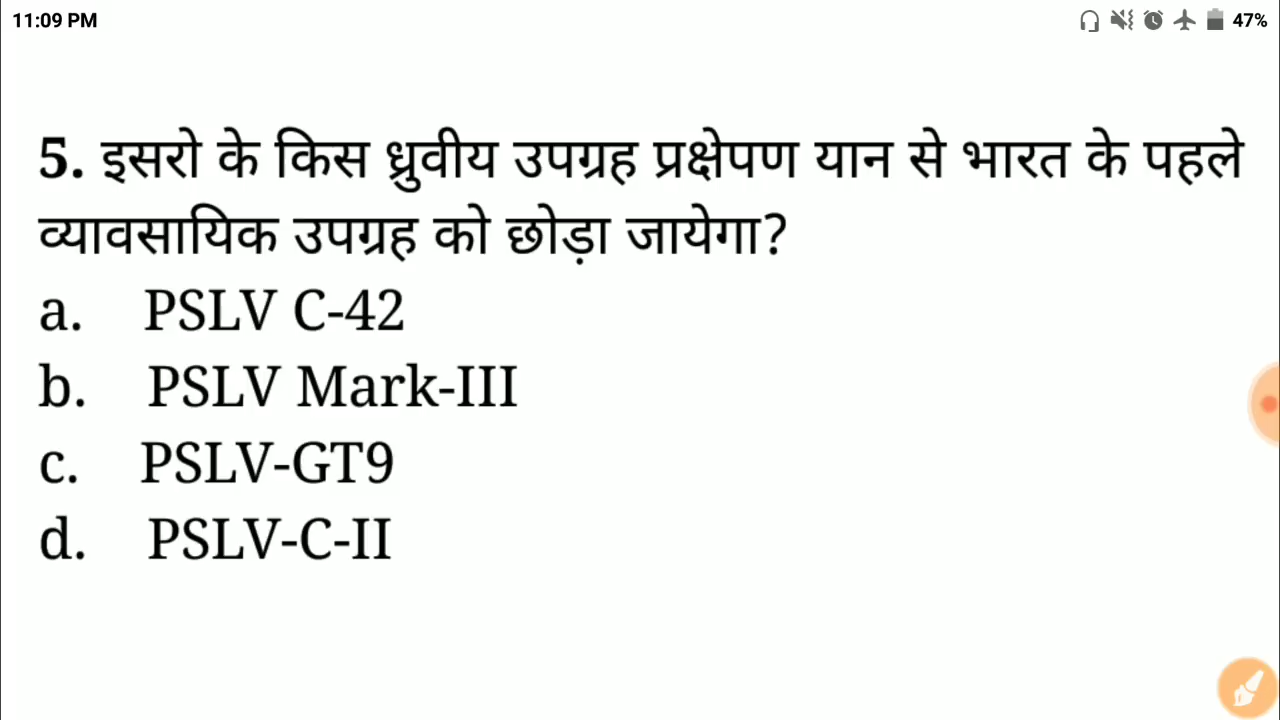 11:09 PM 47%
5. इसरो के किस ध्रुवीय उपग्रह प्रक्षेपण यान से भारत के पहले
व्यावसायिक उपग्रह को छोड़ा जायेगा?
a. PSLV C-42
b. PSLV Mark-III
c. PSLV-GT9
d. PSLV-C-II